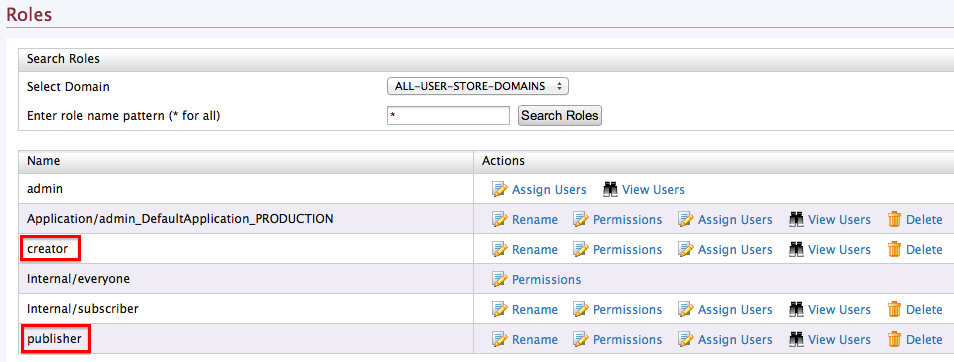 Roles
Search Roles
Select Domain ALL-USER-STORE-DOMAINS
Enter role name pattern (* for all) * Search Roles
Name Actions
admin Assign Users View Users
Application/admin_DefaultApplication_PRODUCTION Rename Permissions Assign Users View Users Delete
creator Rename Permissions Assign Users View Users Delete
Internal/everyone Permissions
Internal/subscriber Rename Permissions Assign Users View Users Delete
publisher Rename Permissions Assign Users View Users Delete